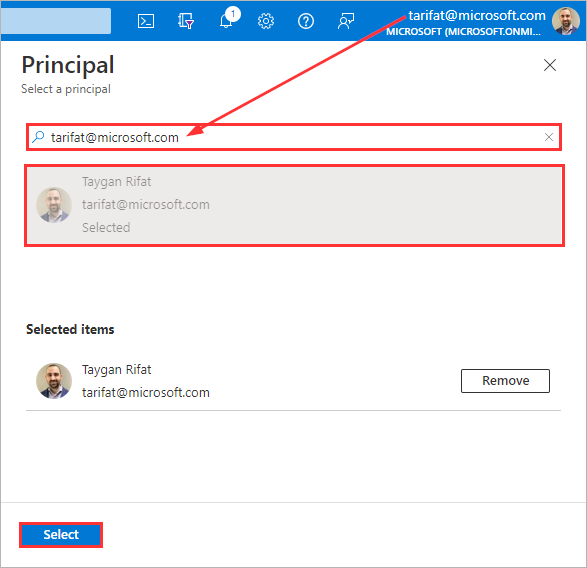 1
tarifat@microsoft.com
MICROSOFT (MICROSOFT.ONMI...
Principal
Select a principal
tarifat@microsoft.com
Taygan Rifat
tarifat@microsoft.com
Selected
Selected items
Taygan Rifat
tarifat@microsoft.com
Remove
Select